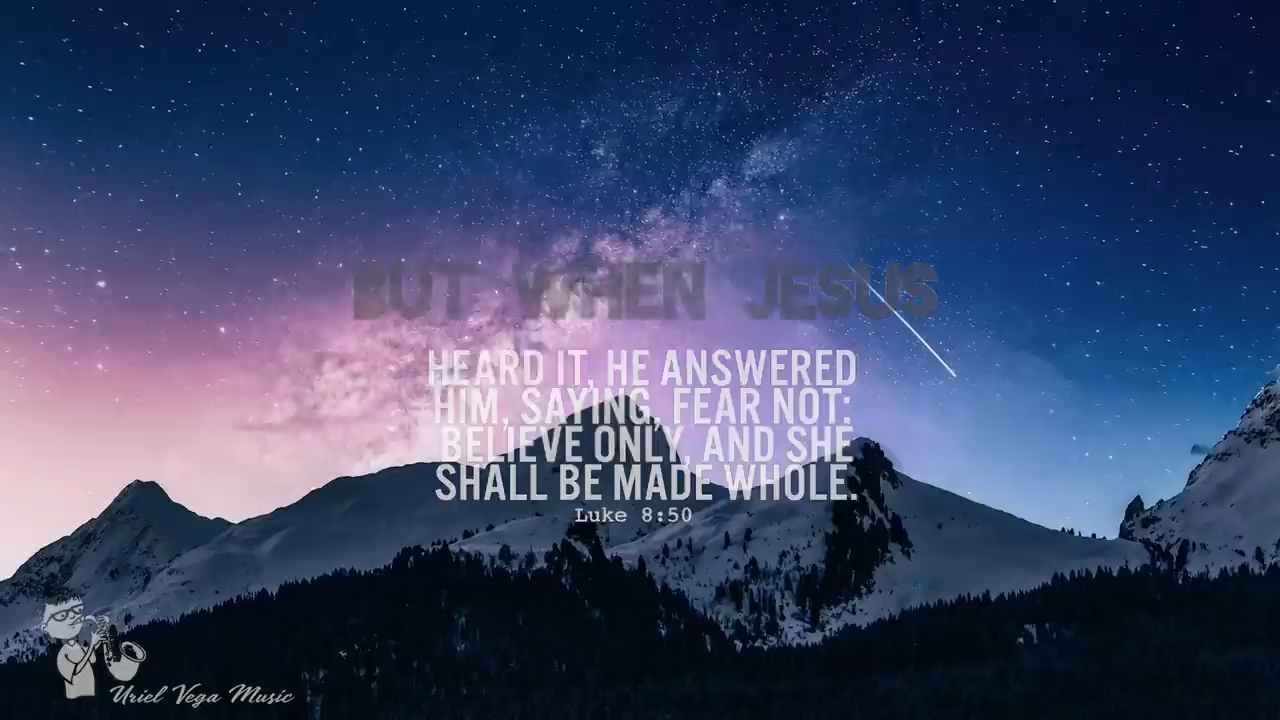 BUT WHEN JESUS
HEARD IT, HE ANSWERED
HIM, SAYING, FEAR NOT:
BELIEVE ONLY, AND SHE
SHALL BE MADE WHOLE.
Luke 8:50
Uriel Vega Music